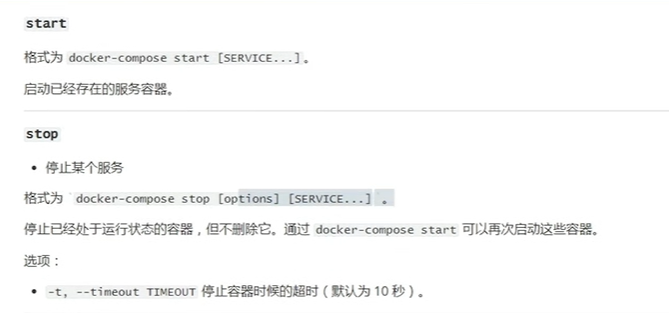 start
格式为 docker-compose start [SERVICE...]。
启动已经存在的服务容器。
stop
• 停止某个服务
格式为 docker-compose stop [options] [SERVICE...] 。
停止已经处于运行状态的容器，但不删除它。通过 docker-compose start 可以再次启动这些容器。
选项：
• -t, --timeout TIMEOUT 停止容器时候的超时（默认为 10 秒）。